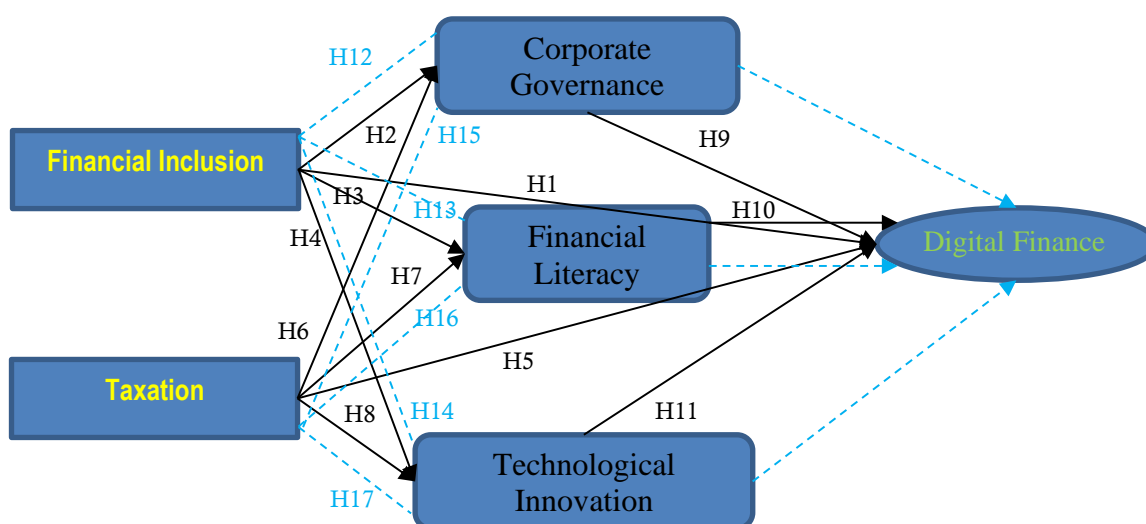 Corporate
Governance
H12
H2
H15
H9
Financial Inclusion
H3
H1
H13
H10
H4
Financial
Literacy
Digital Finance
H7
H16
H6
H5
Taxation
H8
H14
H11
Technological
Innovation
H17